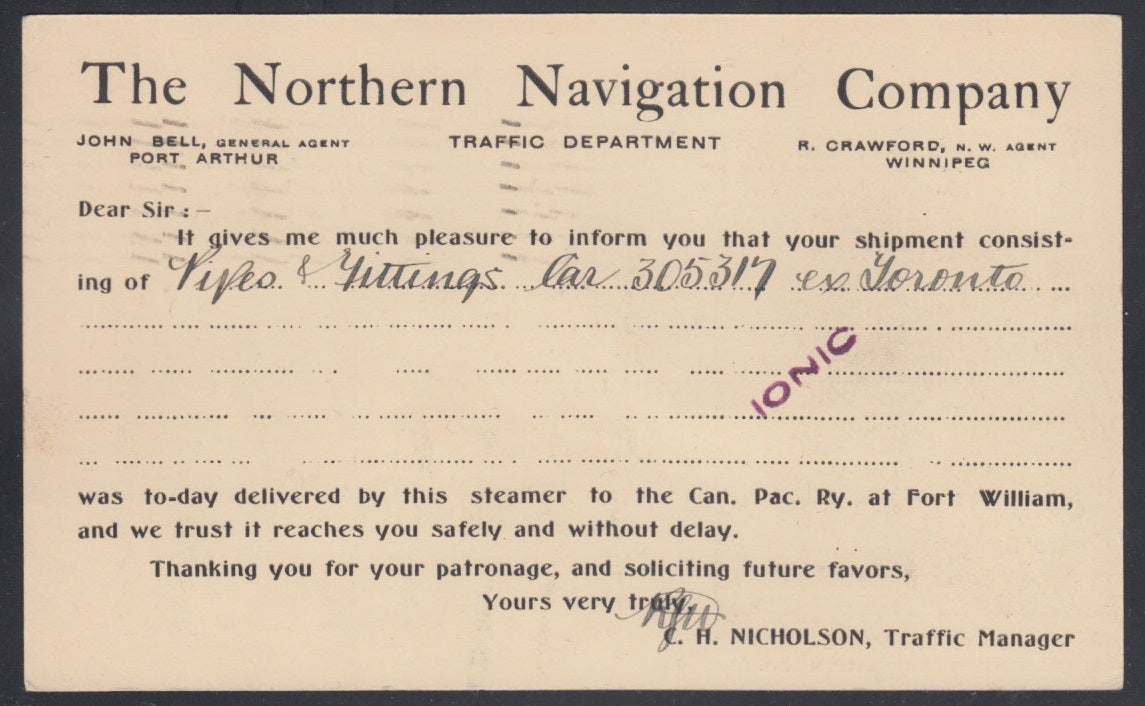 The Northern Navigation Company
JOHN BELL, GENERAL AGENT TRAFFIC DEPARTMENT R. CRAWFORD, N. W. AGENT
PORT ARTHUR WINNIPEG
Dear Sir:—
It gives me much pleasure to inform you that your shipment consist-
ing of & Fittings Car 305317 ex Toronto
IONIC
was to-day delivered by this steamer to the Can. Pac. Ry. at Fort William,
and we trust it reaches you safely and without delay.
Thanking you for your patronage, and soliciting future favors,
Yours very truly,
C. H. NICHOLSON, Traffic Manager